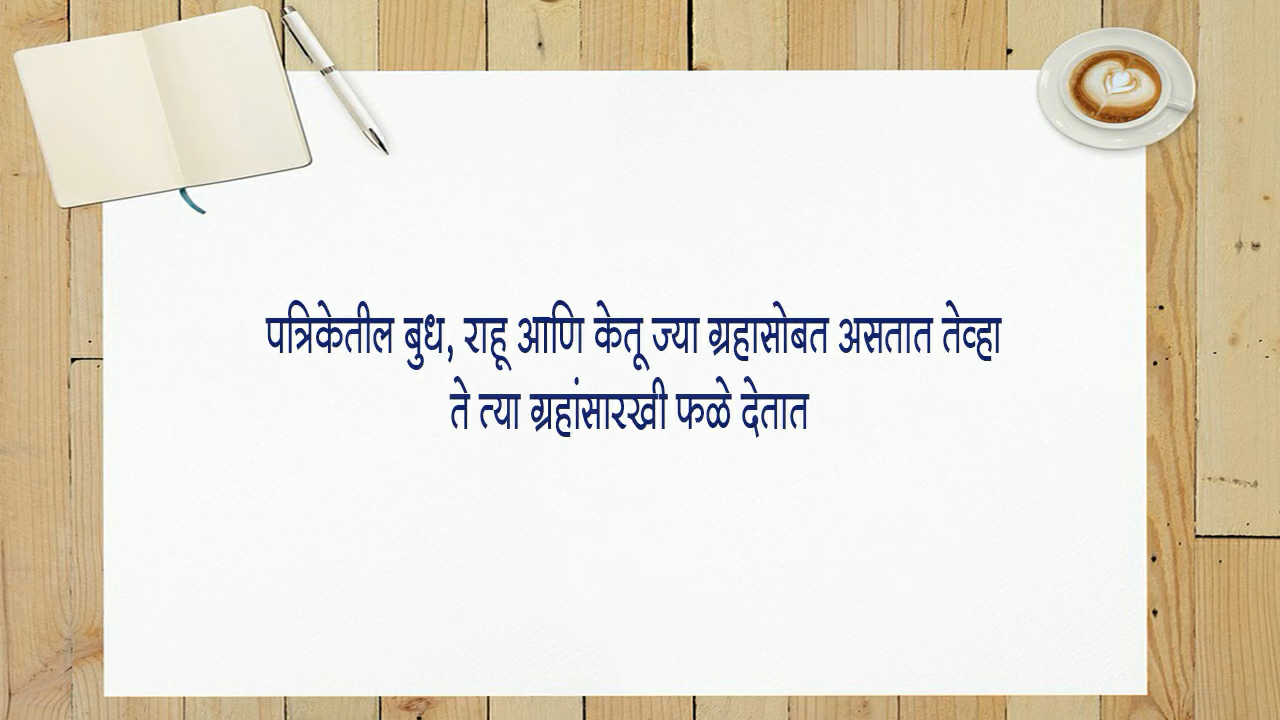 पत्रिकेतील बुध, राहू आणि केतू ज्या ग्रहासोबत असतात तेव्हा
ते त्या ग्रहांसारखी फळे देतात